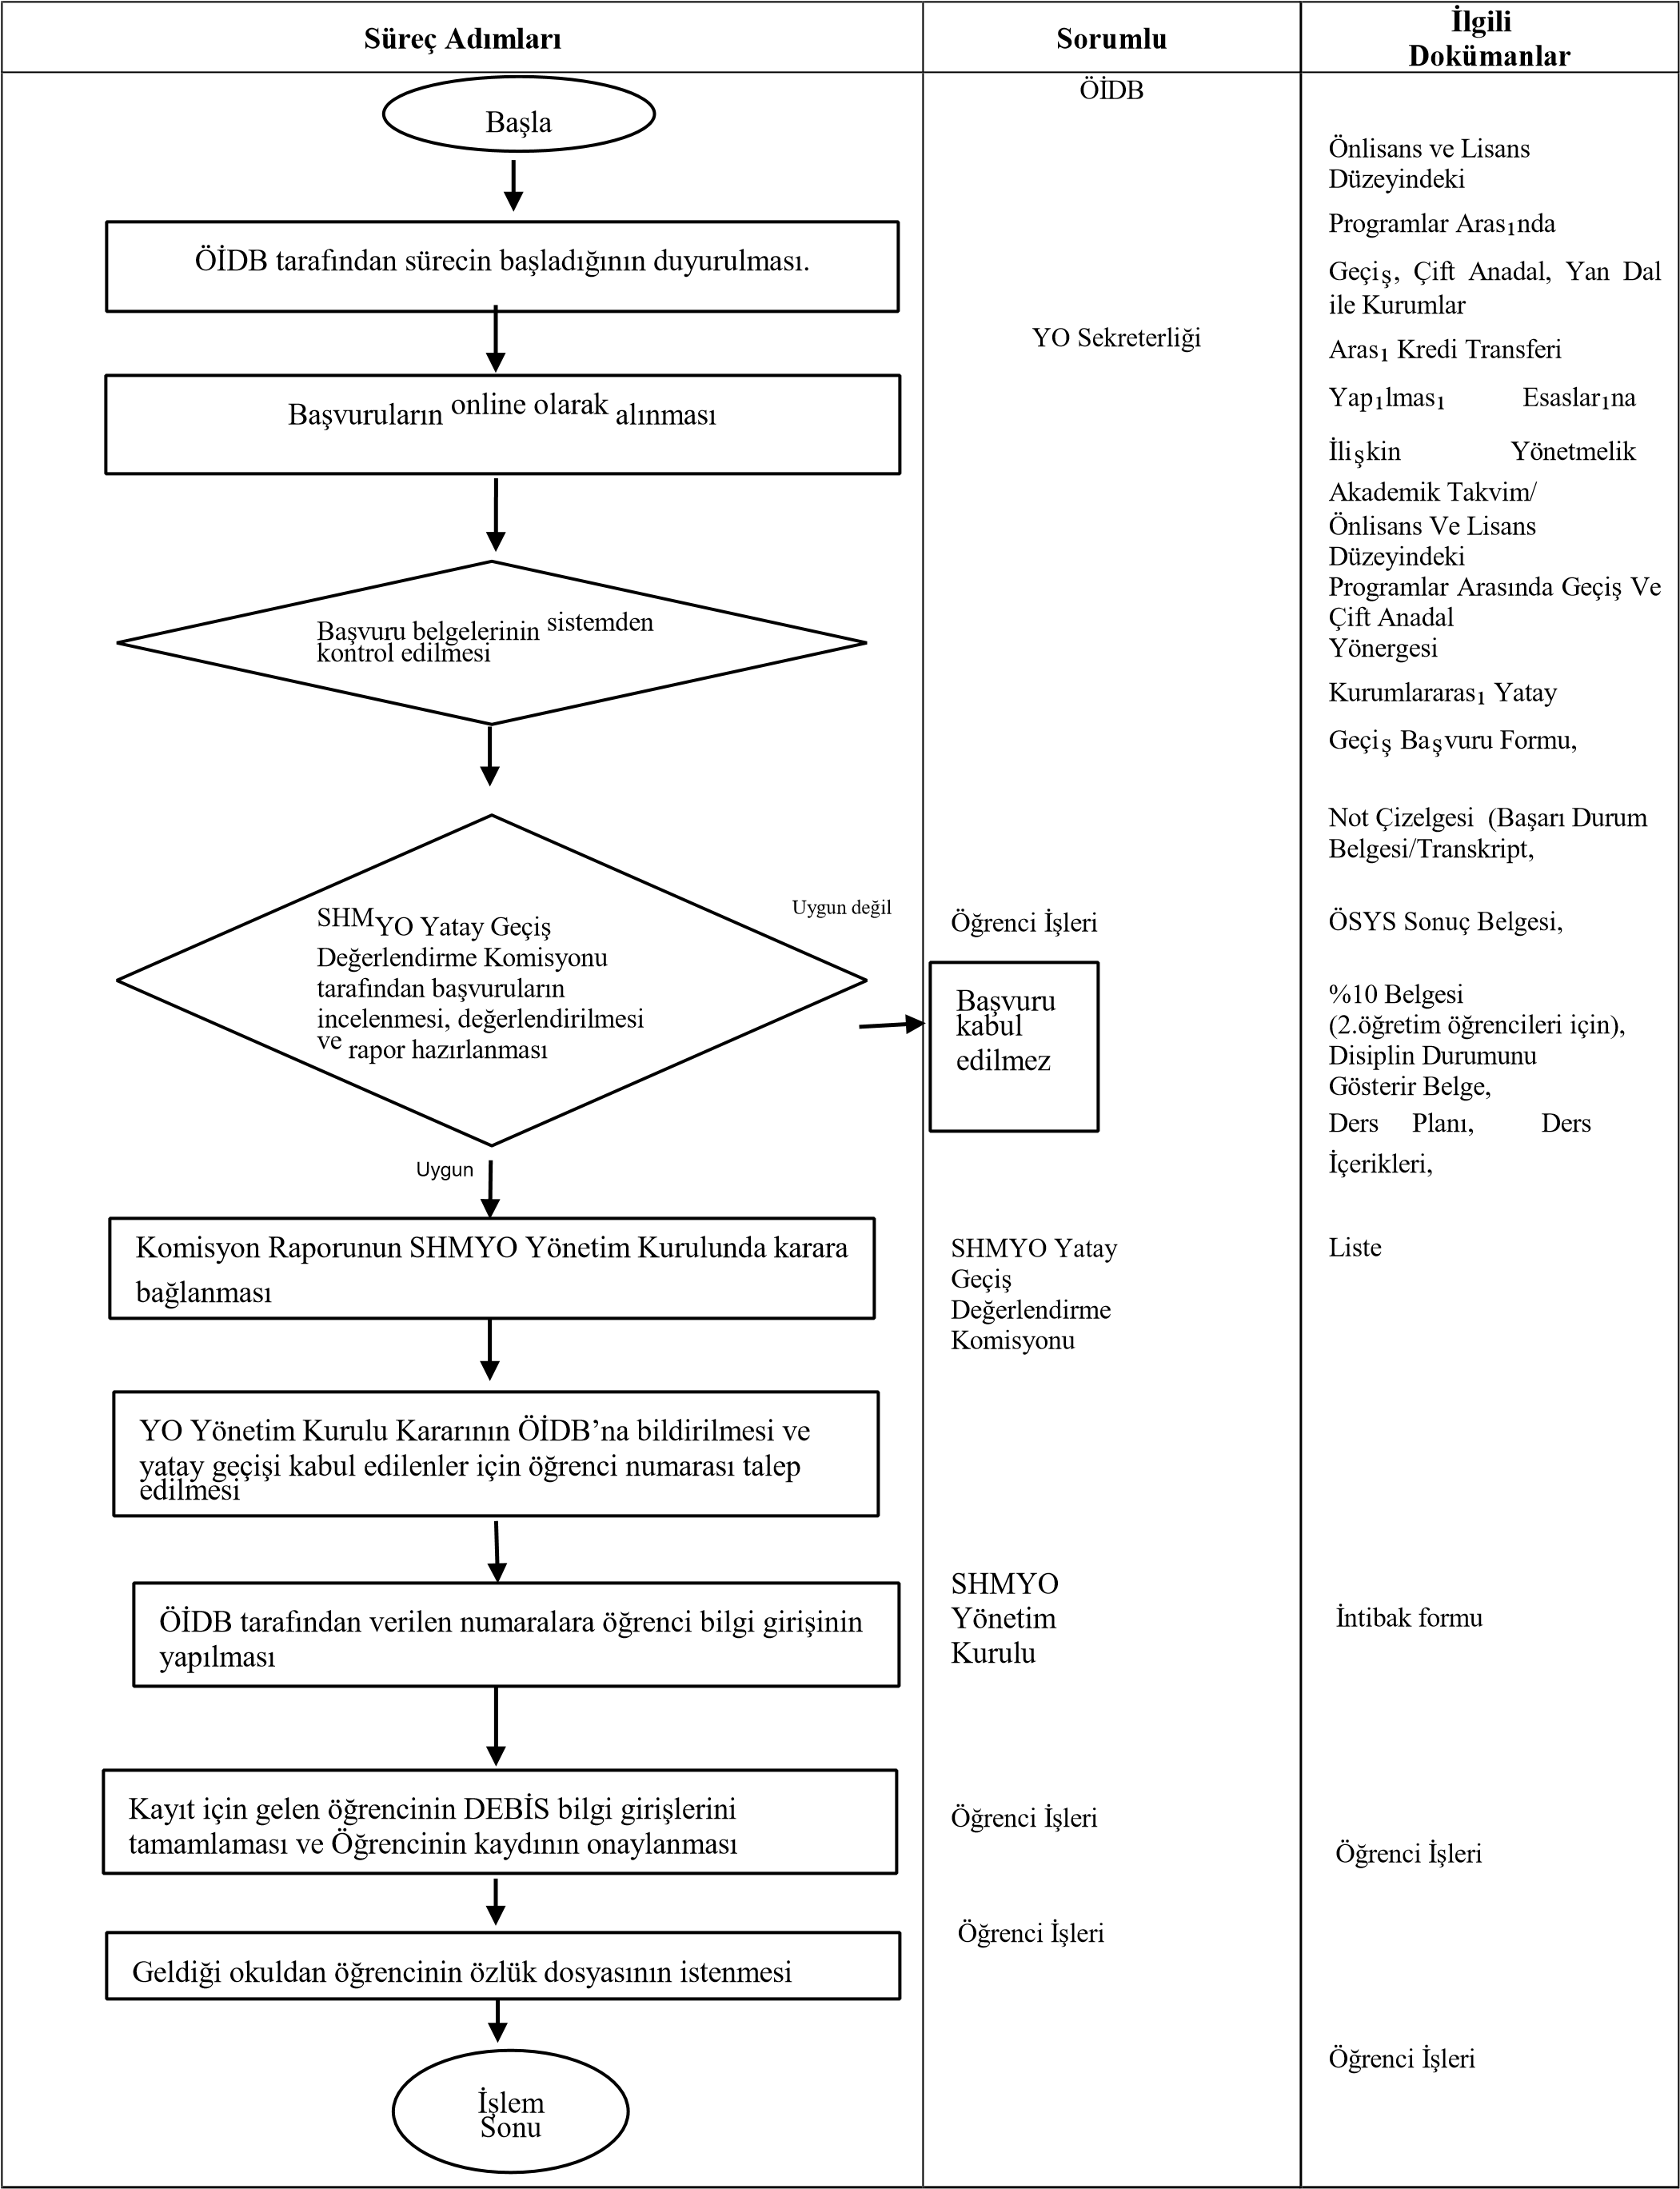 Süreç Adımları
Sorumlu
İlgili
Dokümanlar
Başla
ÖİDB tarafından sürecin başladığının duyurulması.
Başvuruların online olarak alınması
Başvuru belgelerinin sistemden
kontrol edilmesi
SHMYO Yatay Geçiş
Değerlendirme Komisyonu
tarafından başvuruların
incelenmesi, değerlendirilmesi
ve rapor hazırlanması
Uygun değil
Uygun
Komisyon Raporunun SHMYO Yönetim Kurulunda karara
bağlanması
YO Yönetim Kurulu Kararının ÖİDB’na bildirilmesi ve
yatay geçişi kabul edilenler için öğrenci numarası talep
edilmesi
ÖİDB tarafından verilen numaralara öğrenci bilgi girişinin
yapılması
Kayıt için gelen öğrencinin DEBİS bilgi girişlerini
tamamlaması ve Öğrencinin kaydının onaylanması
Geldiği okuldan öğrencinin özlük dosyasının istenmesi
İşlem
Sonu
ÖİDB
YO Sekreterliği
Öğrenci İşleri
Başvuru
kabul
edilmez
SHMYO Yatay
Geçiş
Değerlendirme
Komisyonu
SHMYO
Yönetim
Kurulu
Öğrenci İşleri
Öğrenci İşleri
Önlisans ve Lisans
Düzeyindeki
Programlar Arasında
Geçiş, Çift Anadal, Yan Dal
ile Kurumlar
Arası Kredi Transferi
Yapılması Esaslarına
İlişkin Yönetmelik
Akademik Takvim/
Önlisans Ve Lisans
Düzeyindeki
Programlar Arasında Geçiş Ve
Çift Anadal
Yönergesi
Kurumlararası Yatay
Geçiş Başvuru Formu,
Not Çizelgesi (Başarı Durum
Belgesi/Transkript,
ÖSYS Sonuç Belgesi,
%10 Belgesi
(2.öğretim öğrencileri için),
Disiplin Durumunu
Gösterir Belge,
Ders Planı, Ders
İçerikleri,
Liste
İntibak formu
Öğrenci İşleri
Öğrenci İşleri